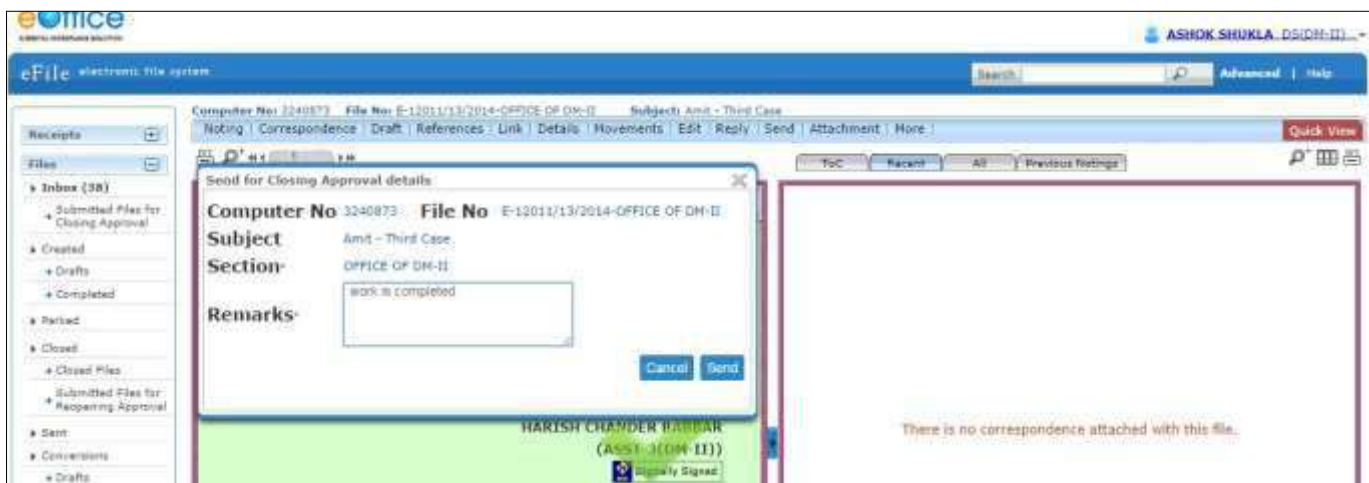 eOffice
A DIGITAL WORKPLACE SOLUTION
ASHOK SHUKLA DS(DM-II)
eFile electronic file system
Search
Advanced | Help
Computer No: 3240873 File No: E-12011/13/2014-OFFICE OF DM-II Subject: Amit - Third Case
Noting | Correspondence | Draft | References | Link | Details | Movements | Edit | Reply | Send | Attachment | More
Quick View
Receipts
Files
Inbox (38)
Submitted Files for
Closing Approval
Created
Drafts
Completed
Parked
Closed
Closed Files
Submitted Files for
Reopening Approval
Sent
Conversions
Drafts
ToC Recent All Previous Notings
Send for Closing Approval details
Computer No 3240873 File No E-12011/13/2014-OFFICE OF DM-II
Subject Amit - Third Case
Section OFFICE OF DM-II
Remarks work is completed
Cancel Send
HARISH CHANDER BABBAR
(ASST-3(DM-II))
Digitally Signed
There is no correspondence attached with this file.